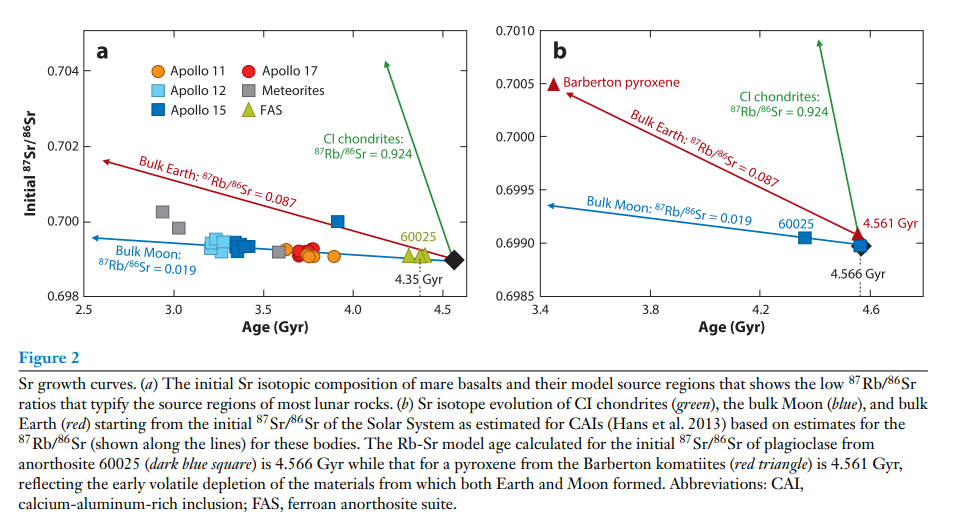 a
0.704
0.702
0.700
0.698
Initial ⁸⁷Sr/⁸⁶Sr
Apollo 11
Apollo 17
Apollo 12
Meteorites
Apollo 15
FAS
CI chondrites:
⁸⁷Rb/⁸⁶Sr = 0.924
Bulk Earth: ⁸⁷Rb/⁸⁶Sr = 0.087
Bulk Moon:
⁸⁷Rb/⁸⁶Sr = 0.019
60025
4.35 Gyr
2.5 3.0 3.5 4.0 4.5
Age (Gyr)
b
0.7010
0.7005
0.7000
0.6995
0.6990
0.6985
Barberton pyroxene
CI chondrites:
⁸⁷Rb/⁸⁶Sr = 0.924
Bulk Earth: ⁸⁷Rb/⁸⁶Sr = 0.087
Bulk Moon: ⁸⁷Rb/⁸⁶Sr = 0.019
60025
4.561 Gyr
4.566 Gyr
3.4 3.8 4.2 4.6
Age (Gyr)
Figure 2
Sr growth curves. (a) The initial Sr isotopic composition of mare basalts and their model source regions that shows the low ⁸⁷Rb/⁸⁶Sr
ratios that typify the source regions of most lunar rocks. (b) Sr isotope evolution of CI chondrites (green), the bulk Moon (blue), and bulk
Earth (red) starting from the initial ⁸⁷Sr/⁸⁶Sr of the Solar System as estimated for CAIs (Hans et al. 2013) based on estimates for the
⁸⁷Rb/⁸⁶Sr (shown along the lines) for these bodies. The Rb-Sr model age calculated for the initial ⁸⁷Sr/⁸⁶Sr of plagioclase from
anorthosite 60025 (dark blue square) is 4.566 Gyr while that for a pyroxene from the Barberton komatiites (red triangle) is 4.561 Gyr,
reflecting the early volatile depletion of the materials from which both Earth and Moon formed. Abbreviations: CAI,
calcium-aluminum-rich inclusion; FAS, ferroan anorthosite suite.